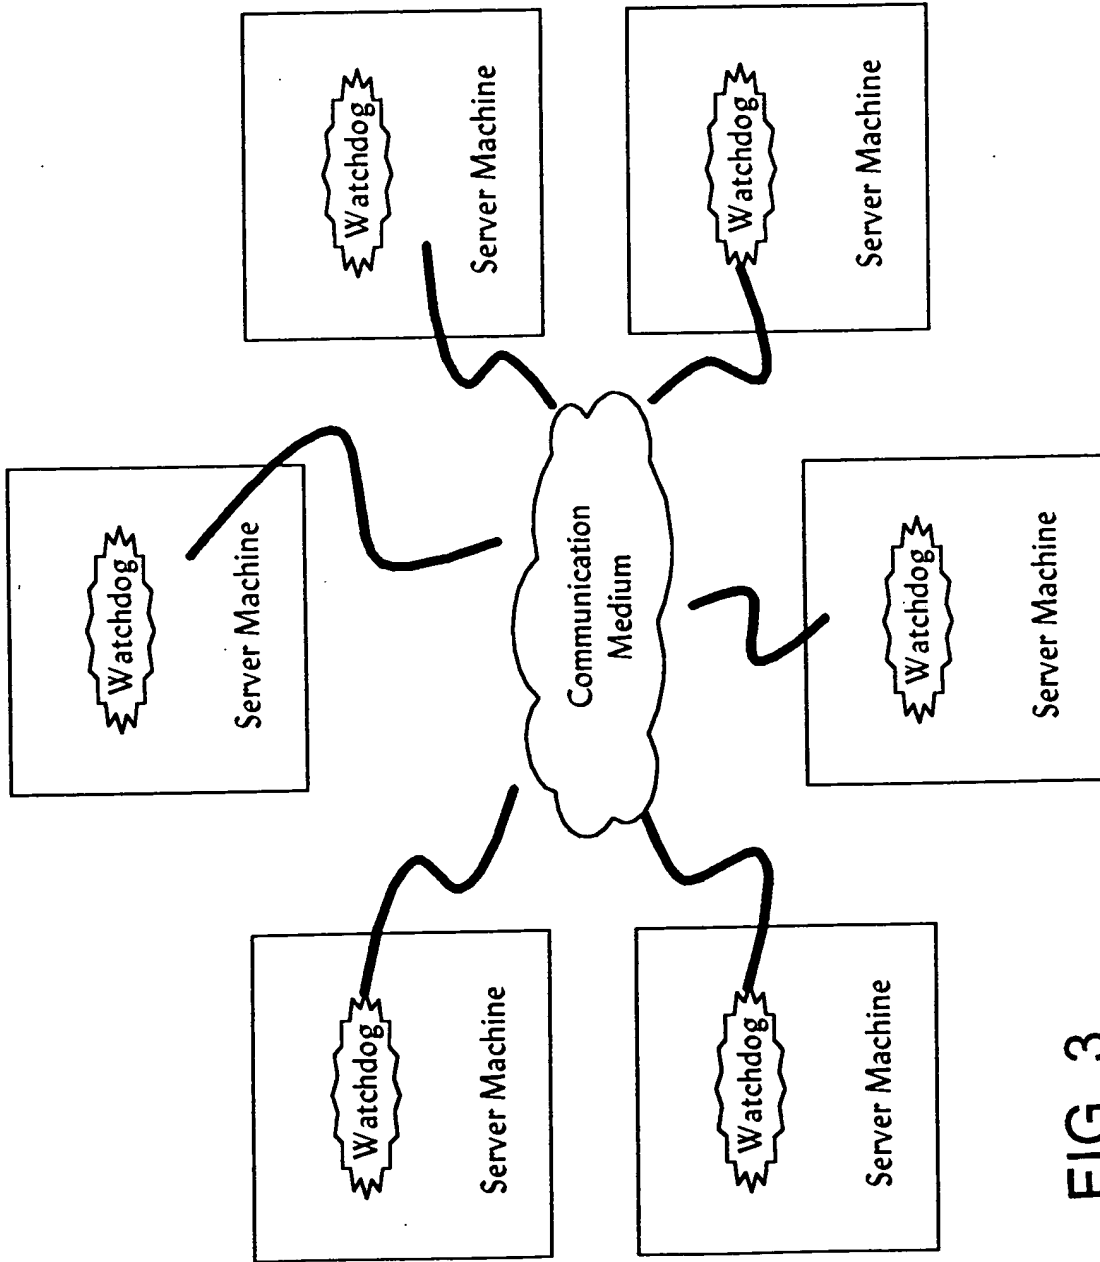 Watchdog
Server Machine
Watchdog
Server Machine
Watchdog
Server Machine
Communication
Medium
Watchdog
Server Machine
Watchdog
Server Machine
Watchdog
Server Machine
FIG 3